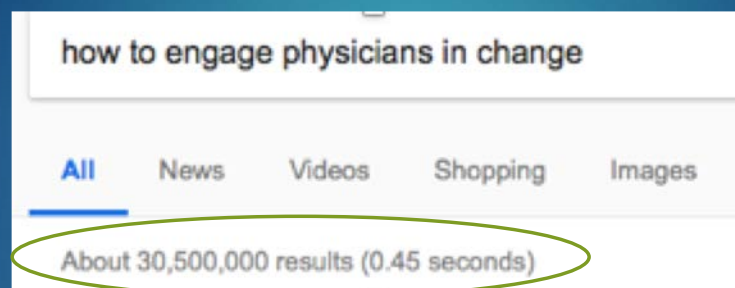 how to engage physicians in change
All News Videos Shopping Images
About 30,500,000 results (0.45 seconds)